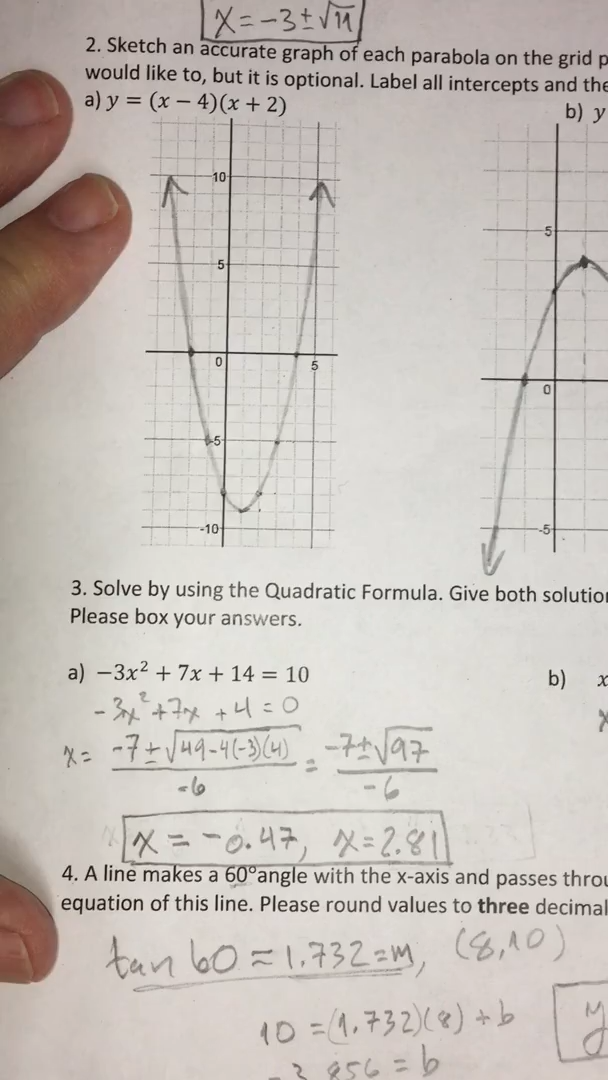 x = -3 ± √11
2. Sketch an accurate graph of each parabola on the grid p
would like to, but it is optional. Label all intercepts and the
a) y = (x − 4)(x + 2)
b) y
10
5
0
5
-5
-10
5
0
-5
3. Solve by using the Quadratic Formula. Give both solution
Please box your answers.
a) −3x² + 7x + 14 = 10
b) x
-3x² + 7x + 4 = 0
x = (-7 ± √49-4(-3)(4)) / -6 = (-7 ± √97) / -6
x = -0.47, x = 2.81
4. A line makes a 60° angle with the x-axis and passes throu
equation of this line. Please round values to three decimal
tan 60 ≈ 1.732 = m, (8,10)
10 = (1.732)(8) + b
y
-3.856 = b